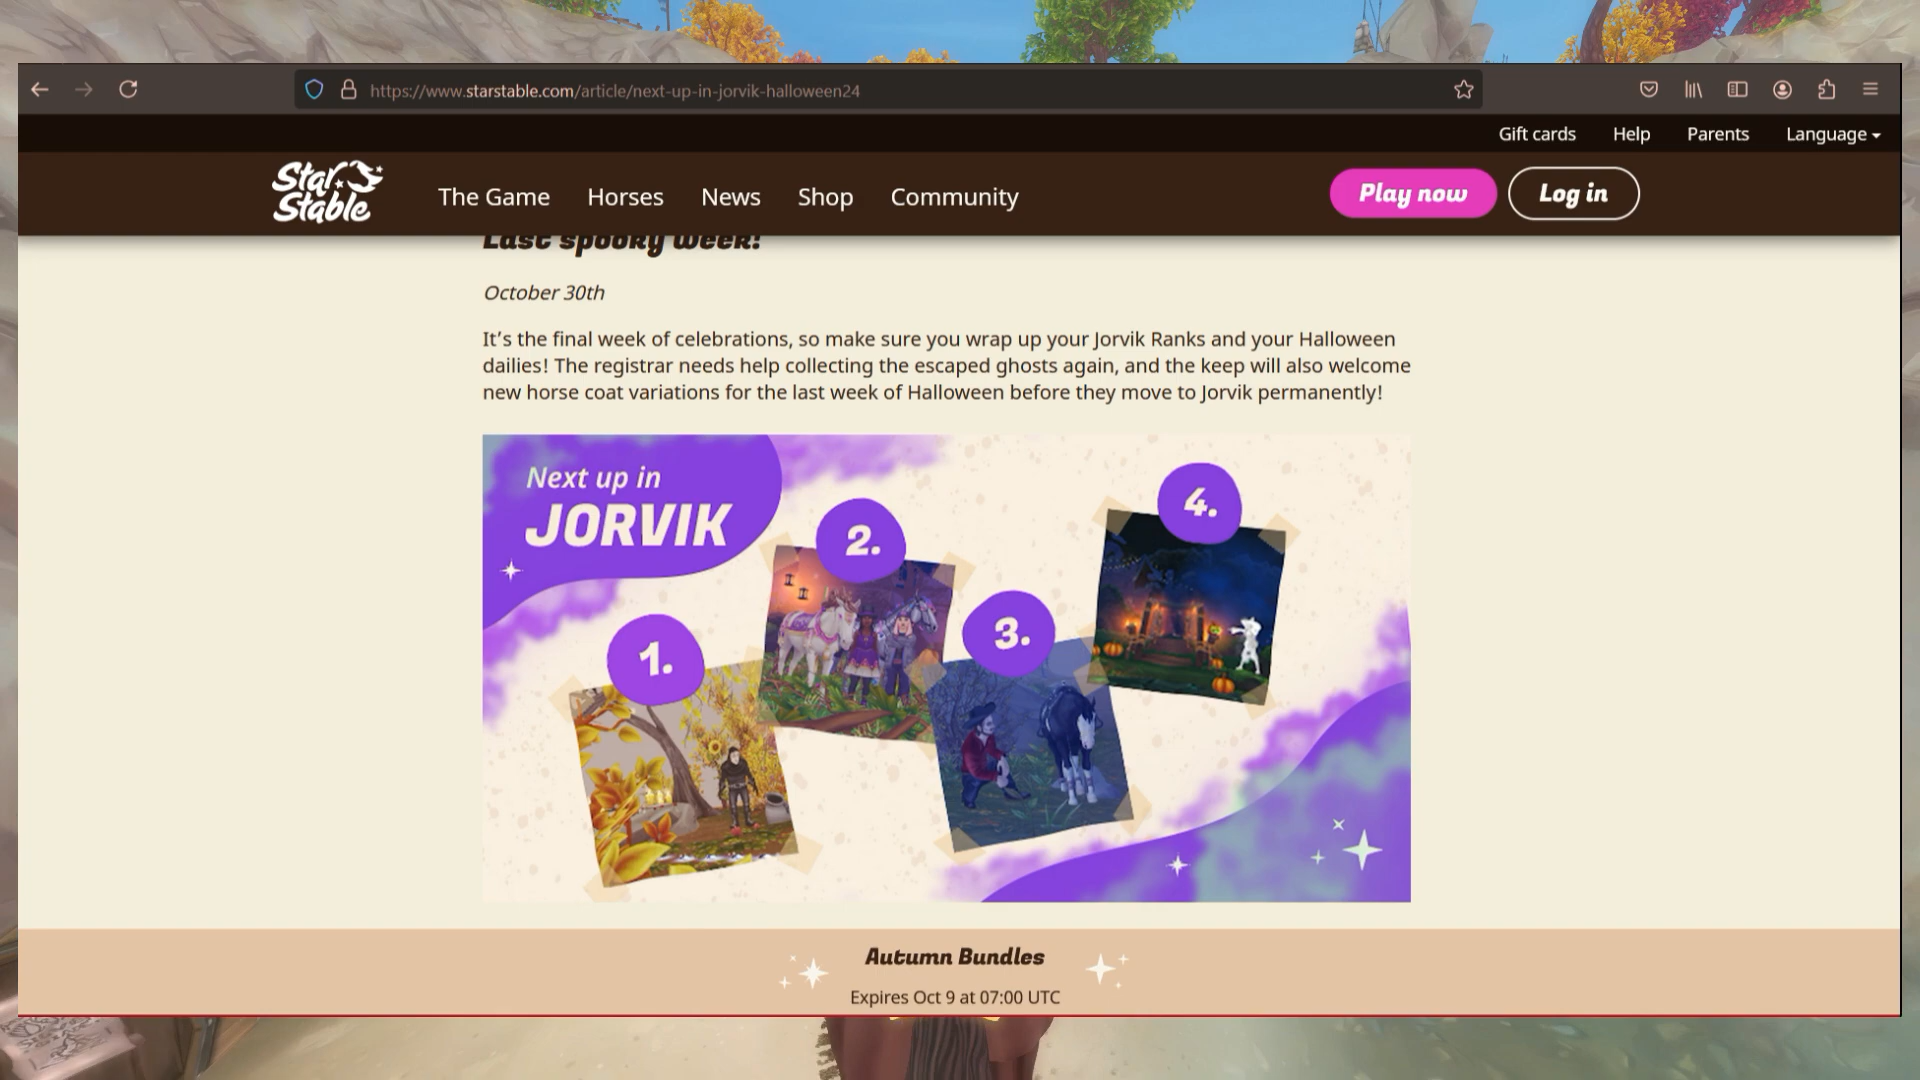 https://www.starstable.com/article/next-up-in-jorvik-halloween24
Gift cards Help Parents Language
Star Stable
The Game Horses News Shop Community
Play now Log in
Last spooky week!
October 30th
It’s the final week of celebrations, so make sure you wrap up your Jorvik Ranks and your Halloween
dailies! The registrar needs help collecting the escaped ghosts again, and the keep will also welcome
new horse coat variations for the last week of Halloween before they move to Jorvik permanently!
Next up in
JORVIK
1.
2.
3.
4.
Autumn Bundles
Expires Oct 9 at 07:00 UTC